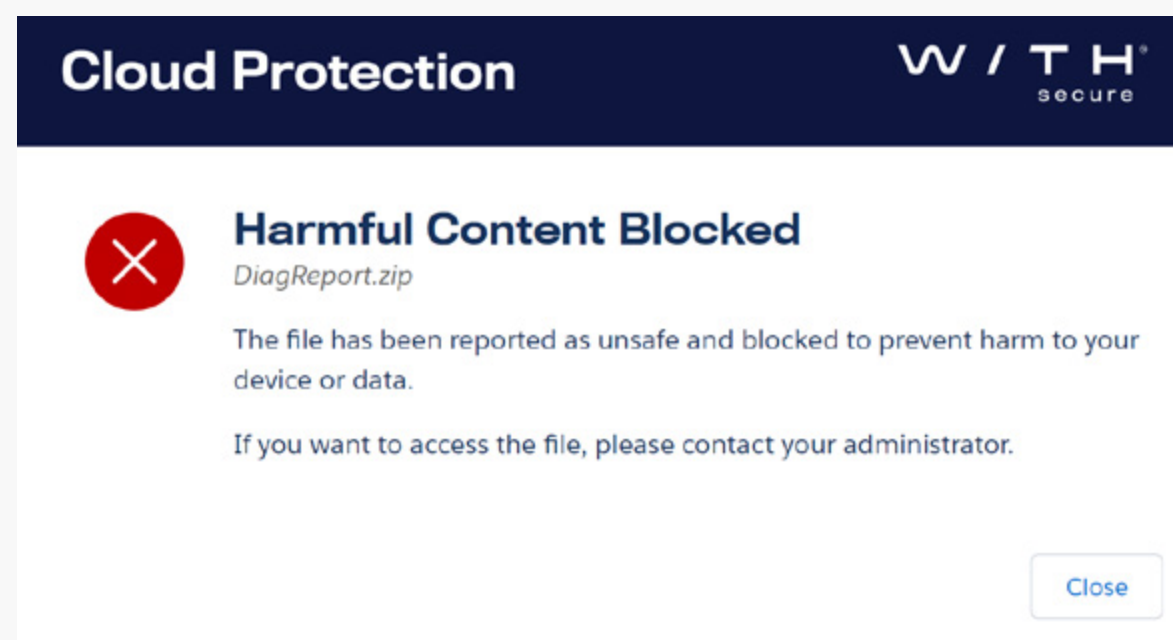 Cloud Protection
W / T H®
secure
Harmful Content Blocked
DiagReport.zip
The file has been reported as unsafe and blocked to prevent harm to your
device or data.
If you want to access the file, please contact your administrator.
Close